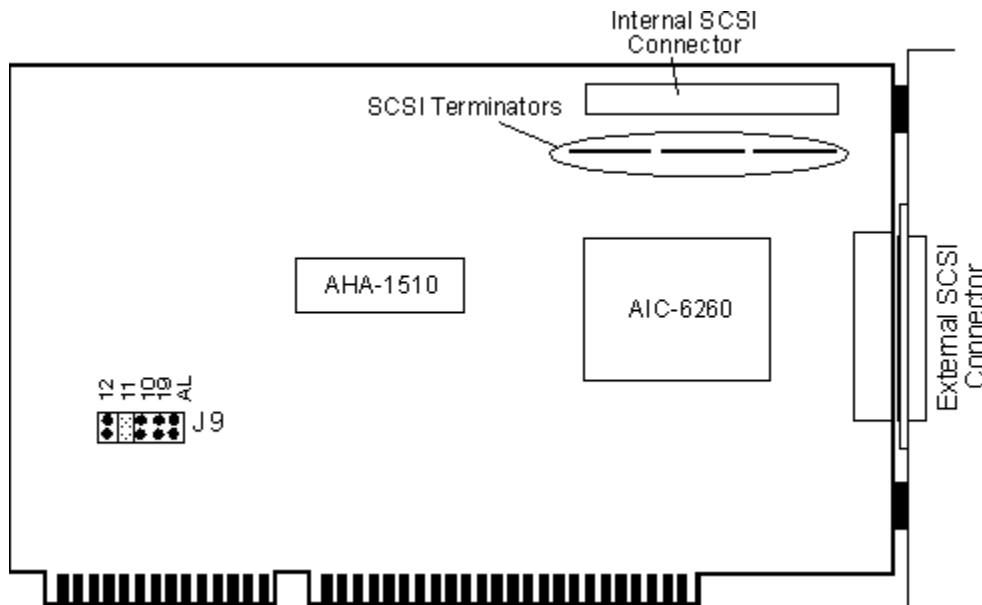 Internal SCSI
Connector
SCSI Terminators
AHA-1510
AIC-6260
External SCSI
Connector
12
11
10
19
AL
J9